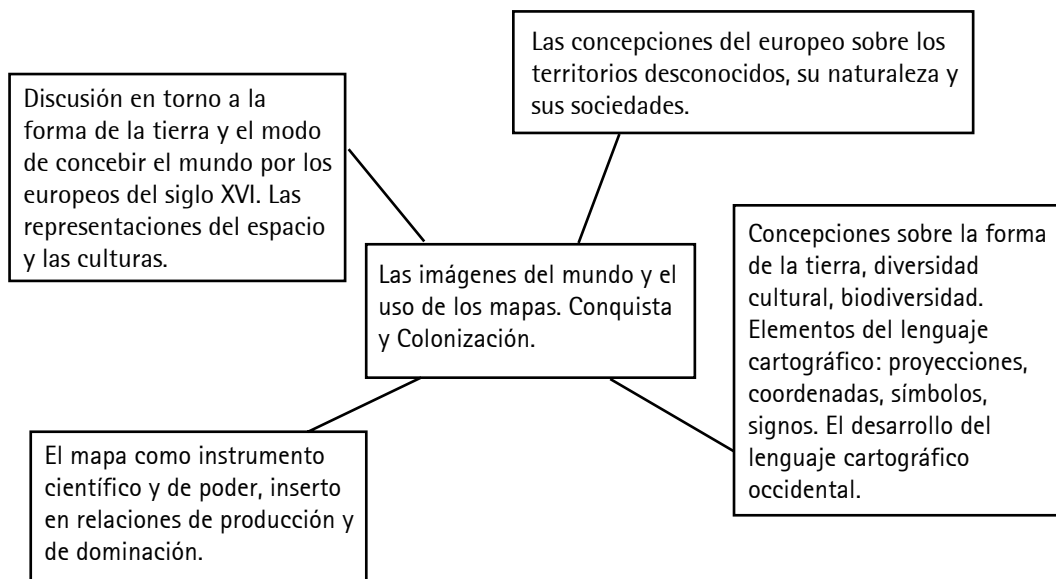 Las concepciones del europeo sobre los
territorios desconocidos, su naturaleza y
sus sociedades.
Discusión en torno a la
forma de la tierra y el modo
de concebir el mundo por los
europeos del siglo XVI. Las
representaciones del espacio
y las culturas.
Las imágenes del mundo y el
uso de los mapas. Conquista
y Colonización.
Concepciones sobre la forma
de la tierra, diversidad
cultural, biodiversidad.
Elementos del lenguaje
cartográfico: proyecciones,
coordenadas, símbolos,
signos. El desarrollo del
lenguaje cartográfico
occidental.
El mapa como instrumento
científico y de poder, inserto
en relaciones de producción y
de dominación.